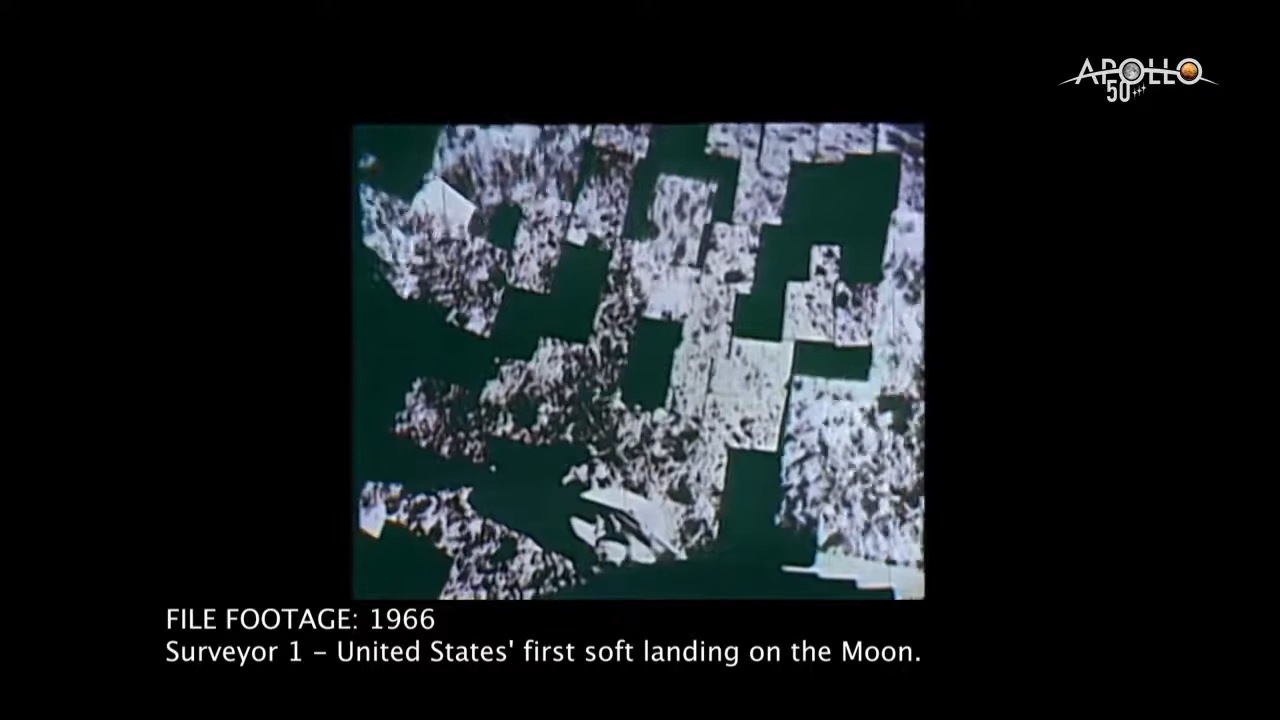 APOLLO
50
FILE FOOTAGE: 1966
Surveyor 1 – United States' first soft landing on the Moon.